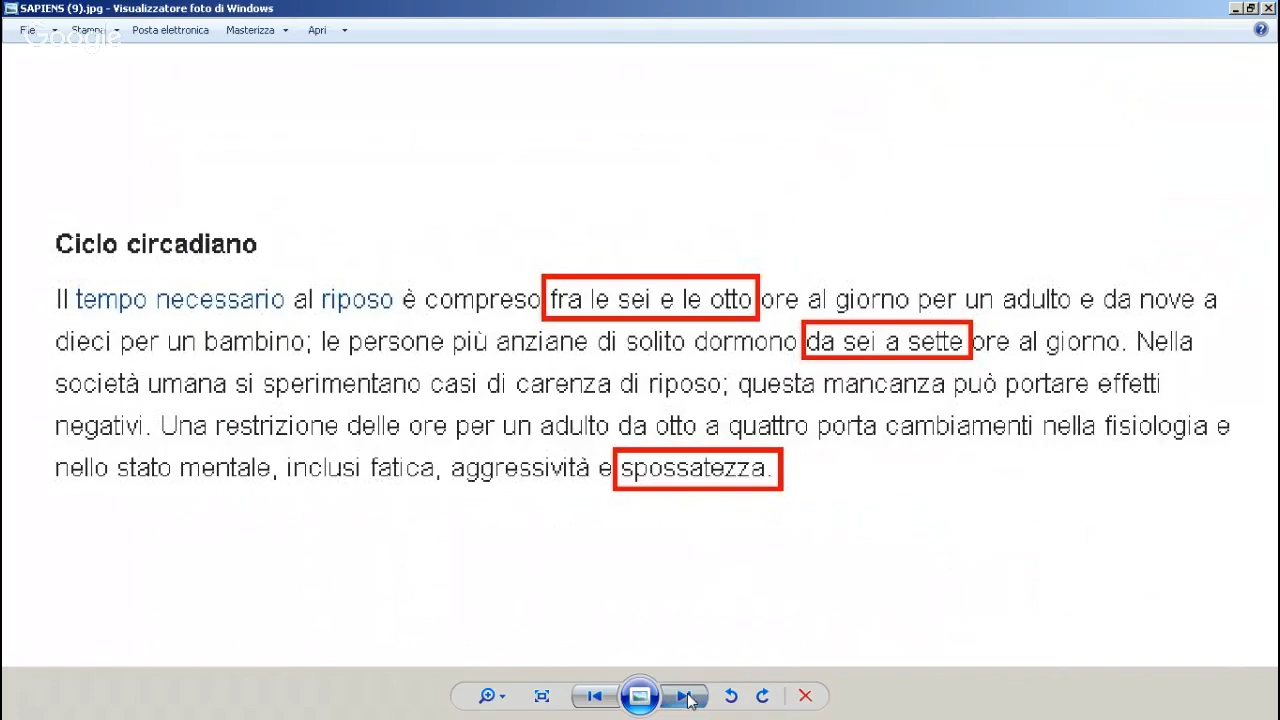 SAPIENS (9).jpg - Visualizzatore foto di Windows
File Stampa Posta elettronica Masterizza Apri
Google
Ciclo circadiano
Il tempo necessario al riposo è compreso fra le sei e le otto ore al giorno per un adulto e da nove a
dieci per un bambino; le persone più anziane di solito dormono da sei a sette ore al giorno. Nella
società umana si sperimentano casi di carenza di riposo; questa mancanza può portare effetti
negativi. Una restrizione delle ore per un adulto da otto a quattro porta cambiamenti nella fisiologia e
nello stato mentale, inclusi fatica, aggressività e spossatezza.